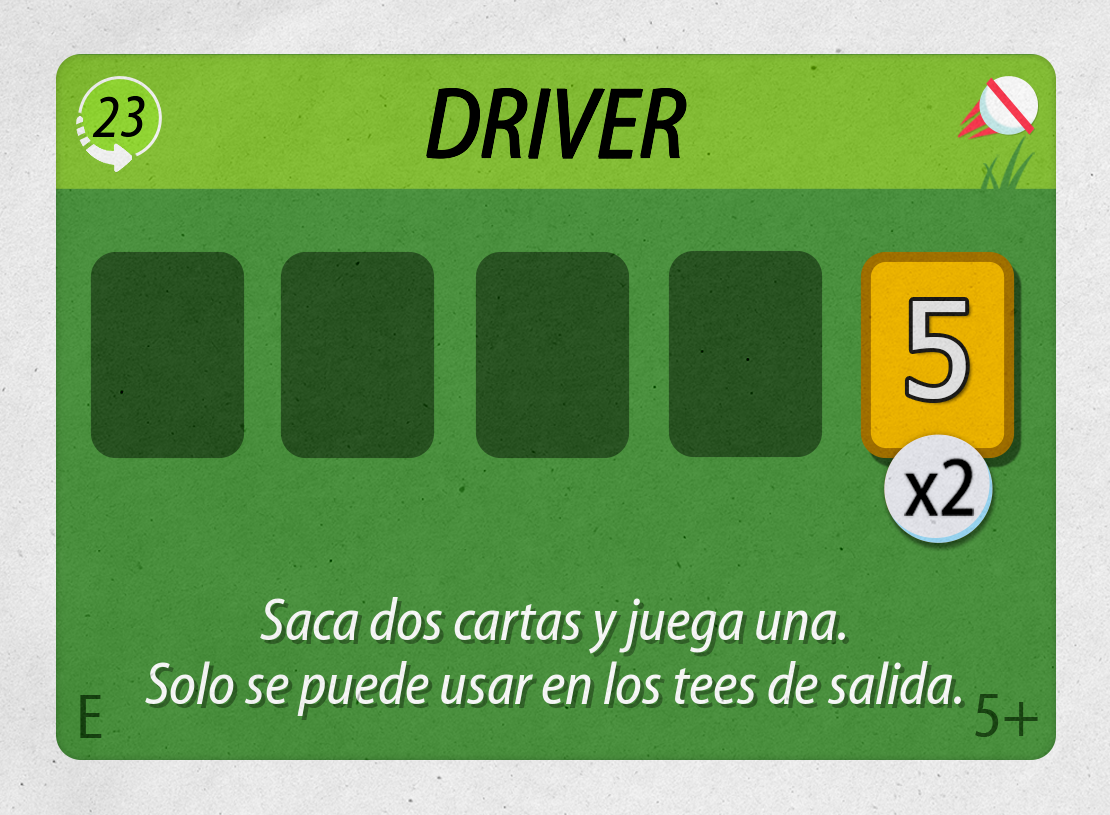 23
DRIVER
5
x2
Saca dos cartas y juega una.
Solo se puede usar en los tees de salida.
E
5+